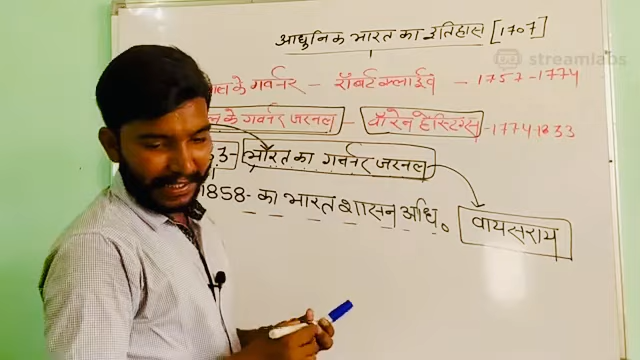 आधुनिक भारत का इतिहास [1707]
streamlabs
के गवर्नर - रॉबर्ट क्लाईव - 1757-1774
के गवर्नर जरनल - वॉरेन हैस्टिंग्स - 1774-1833
भारत का गवर्नर जरनल
1858 - का भारत शासन अधि०
वायसराय